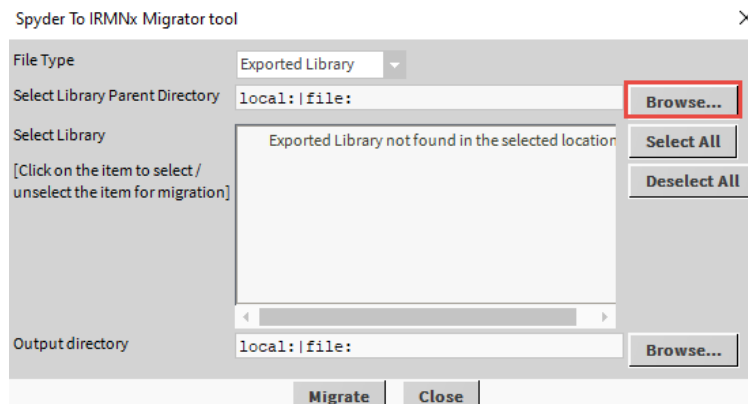 Spyder To IRMNx Migrator tool
File Type
Exported Library
Select Library Parent Directory
local:|file:
Browse...
Select Library
Exported Library not found in the selected location
Select All
[Click on the item to select /
unselect the item for migration]
Deselect All
Output directory
local:|file:
Browse...
Migrate
Close